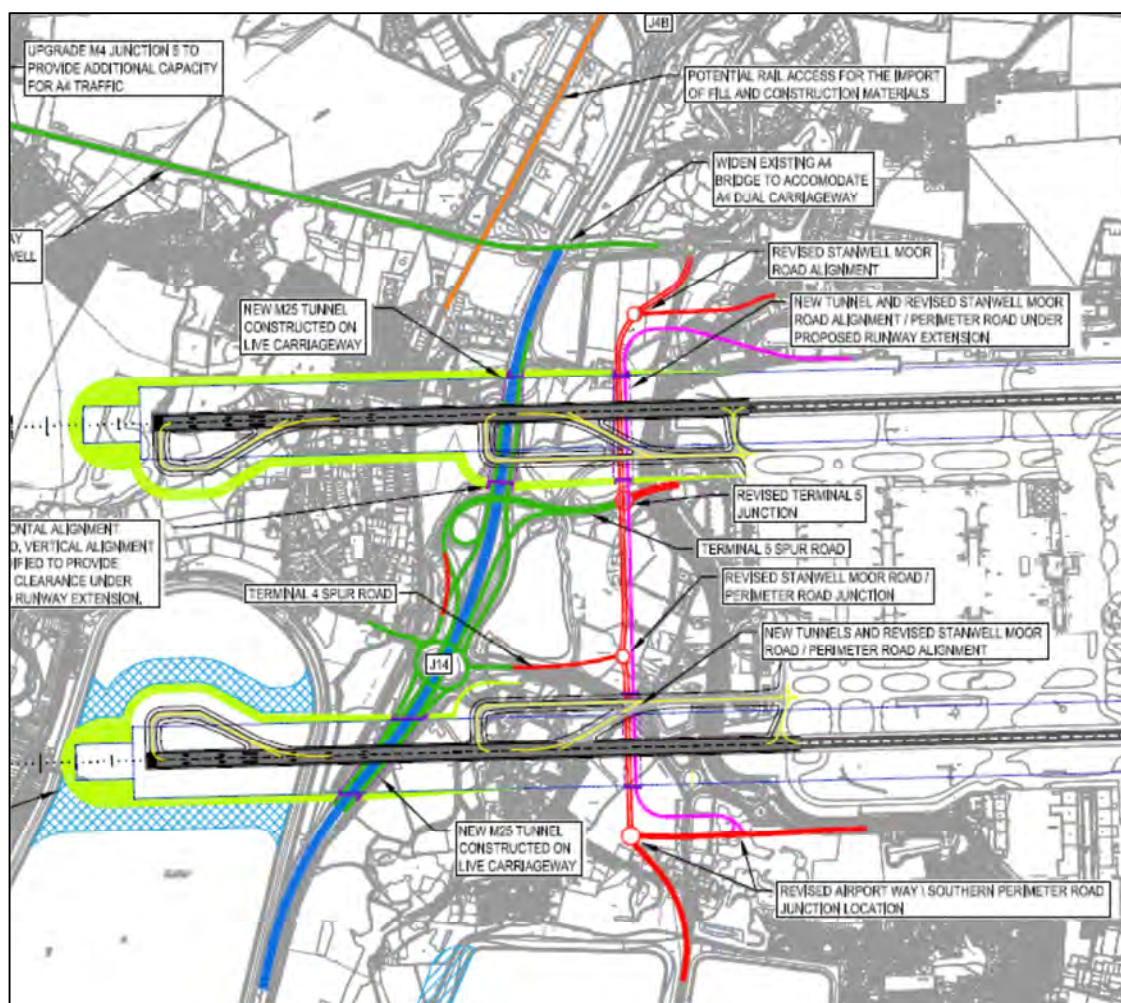 J4B
UPGRADE M4 JUNCTION 5 TO
PROVIDE ADDITIONAL CAPACITY
FOR A4 TRAFFIC
POTENTIAL RAIL ACCESS FOR THE IMPORT
OF FILL AND CONSTRUCTION MATERIALS
WIDEN EXISTING A4
BRIDGE TO ACCOMODATE
A4 DUAL CARRIAGEWAY
AY
WELL
REVISED STANWELL MOOR
ROAD ALIGNMENT
NEW M25 TUNNEL
CONSTRUCTED ON
LIVE CARRIAGEWAY
NEW TUNNEL AND REVISED STANWELL MOOR
ROAD ALIGNMENT / PERIMETER ROAD UNDER
PROPOSED RUNWAY EXTENSION
REVISED TERMINAL 5
JUNCTION
ONTAL ALIGNMENT
D, VERTICAL ALIGNMENT
IFIED TO PROVIDE
CLEARANCE UNDER
RUNWAY EXTENSION.
TERMINAL 5 SPUR ROAD
TERMINAL 4 SPUR ROAD
REVISED STANWELL MOOR ROAD /
PERIMETER ROAD JUNCTION
NEW TUNNELS AND REVISED STANWELL MOOR
ROAD / PERIMETER ROAD ALIGNMENT
J14
NEW M25 TUNNEL
CONSTRUCTED ON
LIVE CARRIAGEWAY
REVISED AIRPORT WAY \ SOUTHERN PERIMETER ROAD
JUNCTION LOCATION